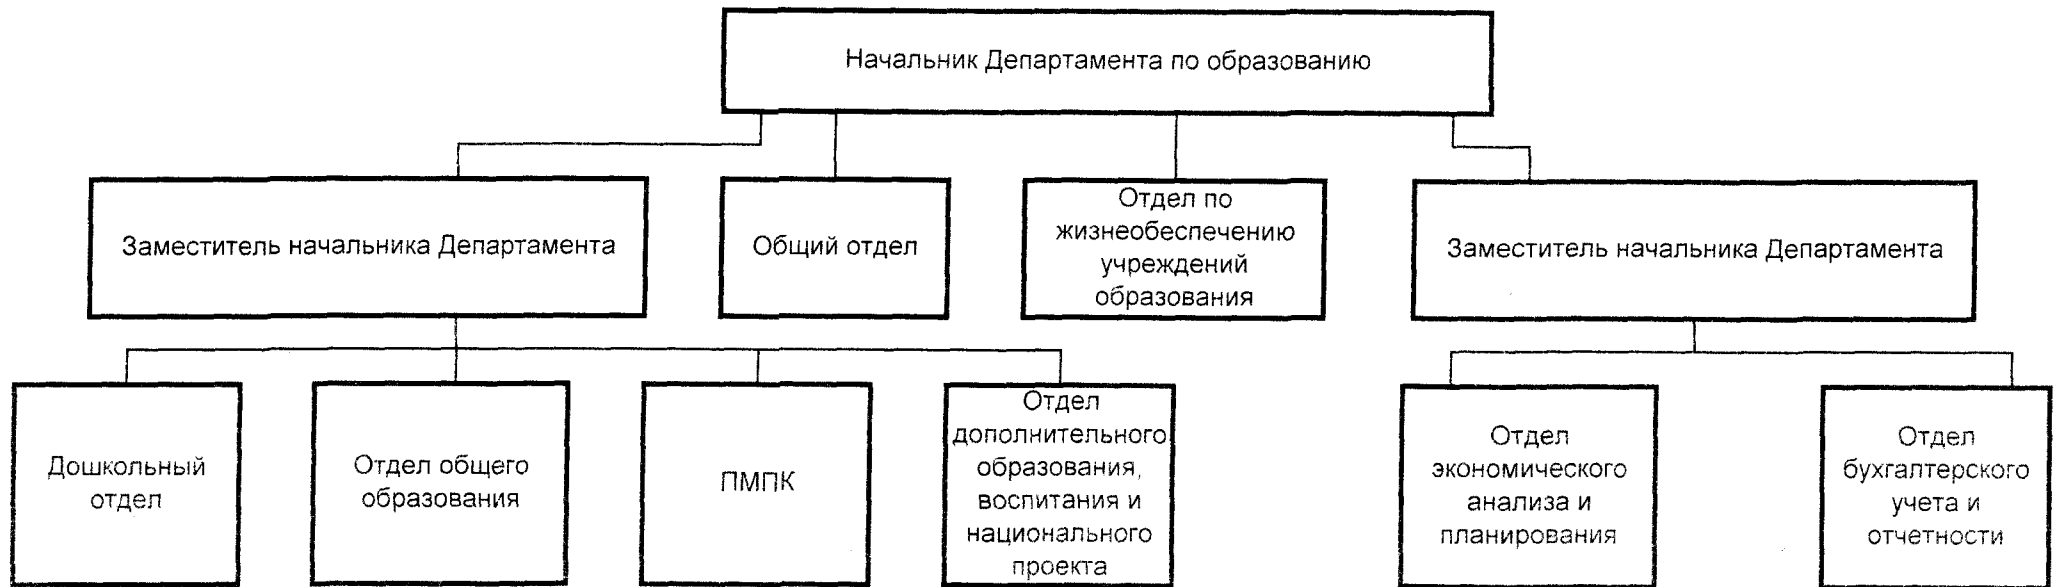 Начальник Департамента по образованию
Заместитель начальника Департамента
Общий отдел
Отдел по
жизнеобеспечению
учреждений
образования
Заместитель начальника Департамента
Дошкольный
отдел
Отдел общего
образования
ПМПК
Отдел
дополнительного
образования,
воспитания и
национального
проекта
Отдел
экономического
анализа и
планирования
Отдел
бухгалтерского
учета и
отчетности